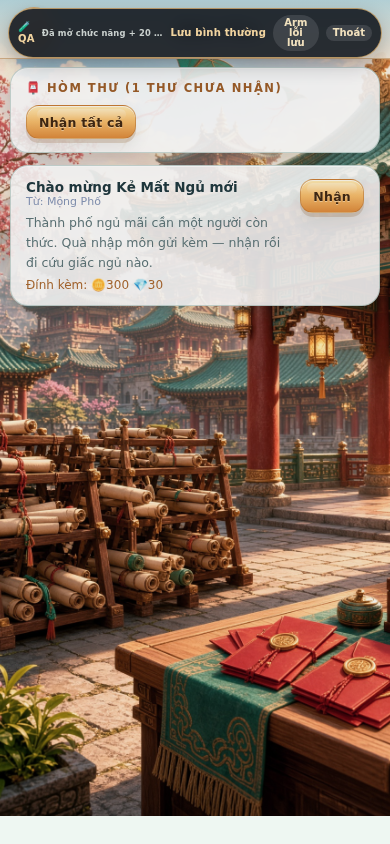 QA
Đã mở chức năng + 20 ...
Lưu bình thường
Arm
lỗi
lưu
Thoát
HÒM THƯ (1 THƯ CHƯA NHẬN)
Nhận tất cả
Chào mừng Kẻ Mất Ngủ mới
Từ: Mộng Phố
Nhận
Thành phố ngủ mãi cần một người còn
thức. Quà nhập môn gửi kèm — nhận rồi
đi cứu giấc ngủ nào.
Đính kèm: 🪙300 💎30